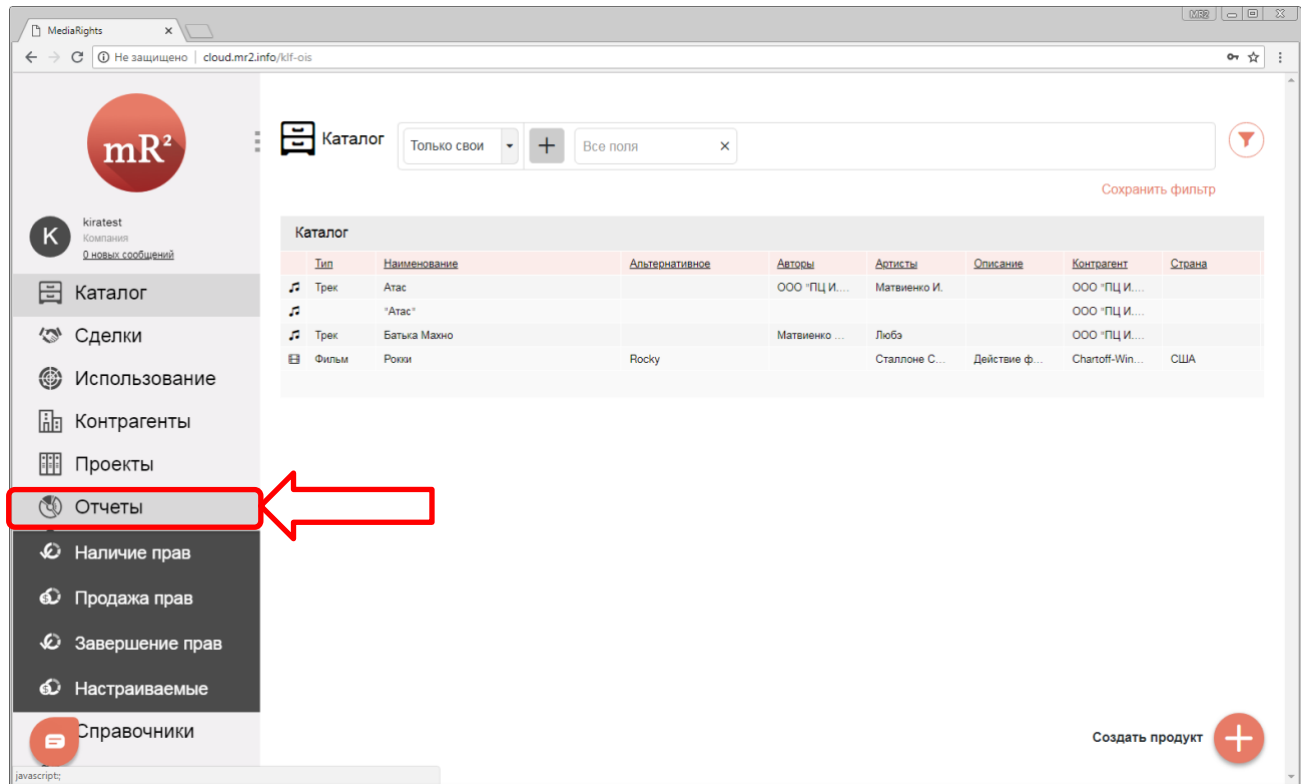 MR2
MediaRights
Не защищено | cloud.mr2.info/klf-ois
mR²
Каталог
Только свои
Все поля
Сохранить фильтр
K
kiratest
Компания
0 новых сообщений
Каталог
Сделки
Использование
Контрагенты
Проекты
Отчеты
Наличие прав
Продажа прав
Завершение прав
Настраиваемые
Справочники
Каталог
Тип Наименование Альтернативное Авторы Артисты Описание Контрагент Страна
Трек Атас ООО "ПЦ И.... Матвиенко И. ООО "ПЦ И....
"Атас" ООО "ПЦ И....
Трек Батька Махно Матвиенко ... Любэ ООО "ПЦ И....
Фильм Рокки Rocky Сталлоне С... Действие ф... Chartoff-Win... США
Создать продукт
javascript:;